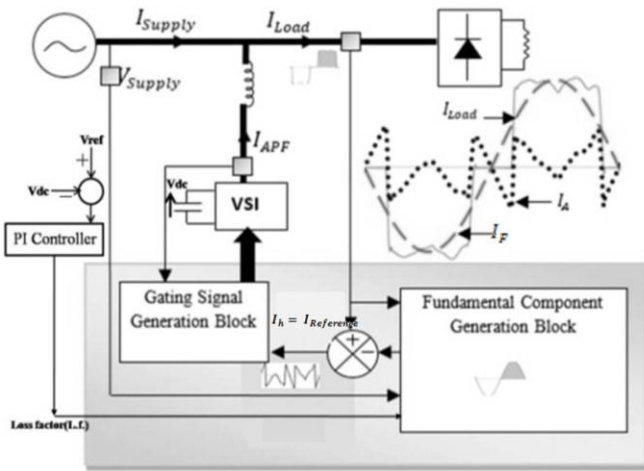 I_Supply
I_Load
V_Supply
I_Load
Vref
+
I_APF
Vdc
Vdc
−
VSI
I_A
PI Controller
I_F
Gating Signal
Generation Block
I_h = I_Reference
Fundamental Component
Generation Block
+
−
Loss factor(L.f.)